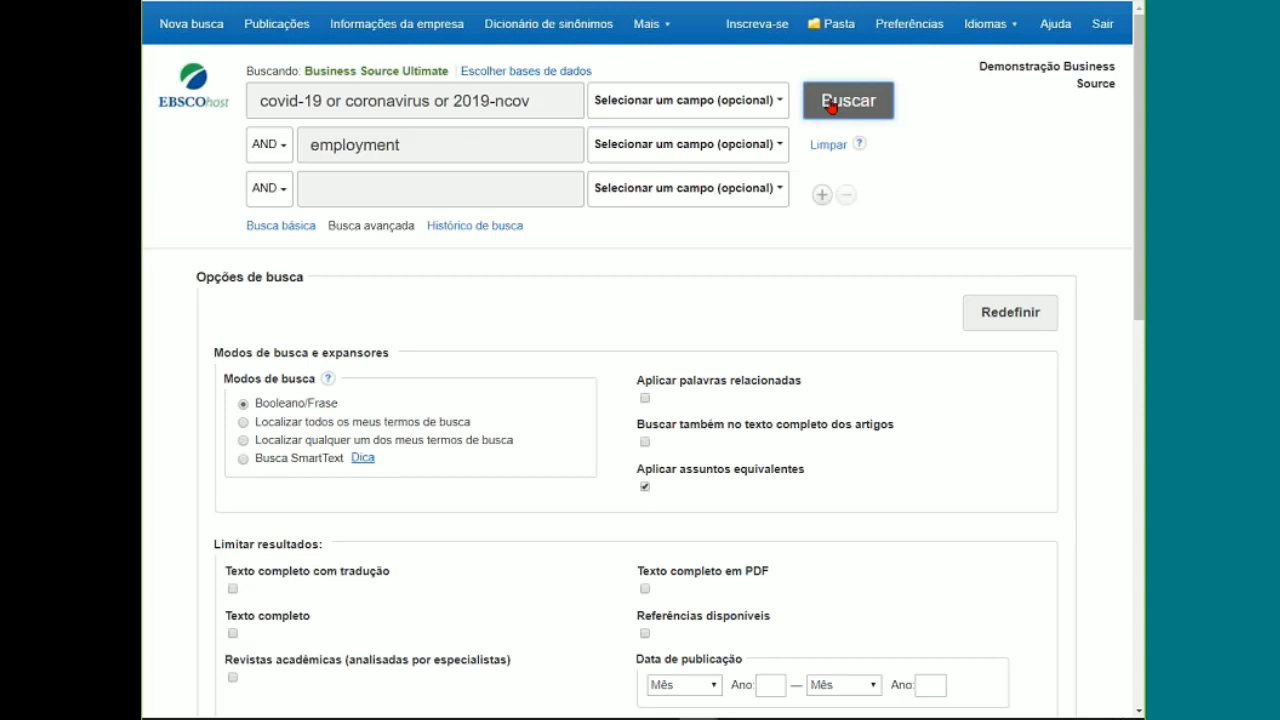 Nova busca Publicações Informações da empresa Dicionário de sinônimos Mais Inscreva-se Pasta Preferências Idiomas Ajuda Sair
Buscando: Business Source Ultimate Escolher bases de dados
Demonstração Business
Source
EBSCOhost
covid-19 or coronavirus or 2019-ncov Selecionar um campo (opcional) Buscar
AND employment Selecionar um campo (opcional) Limpar ?
AND Selecionar um campo (opcional)
Busca básica Busca avançada Histórico de busca
Opções de busca
Redefinir
Modos de busca e expansores
Modos de busca ?
Booleano/Frase
Localizar todos os meus termos de busca
Localizar qualquer um dos meus termos de busca
Busca SmartText Dica
Aplicar palavras relacionadas
Buscar também no texto completo dos artigos
Aplicar assuntos equivalentes
Limitar resultados:
Texto completo com tradução
Texto completo
Revistas acadêmicas (analisadas por especialistas)
Texto completo em PDF
Referências disponíveis
Data de publicação
Mês Ano: — Mês Ano: